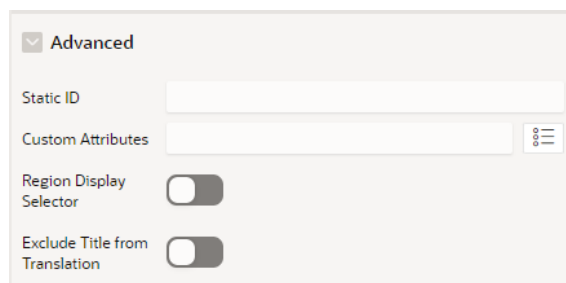 Advanced
Static ID
Custom Attributes
Region Display
Selector
Exclude Title from
Translation